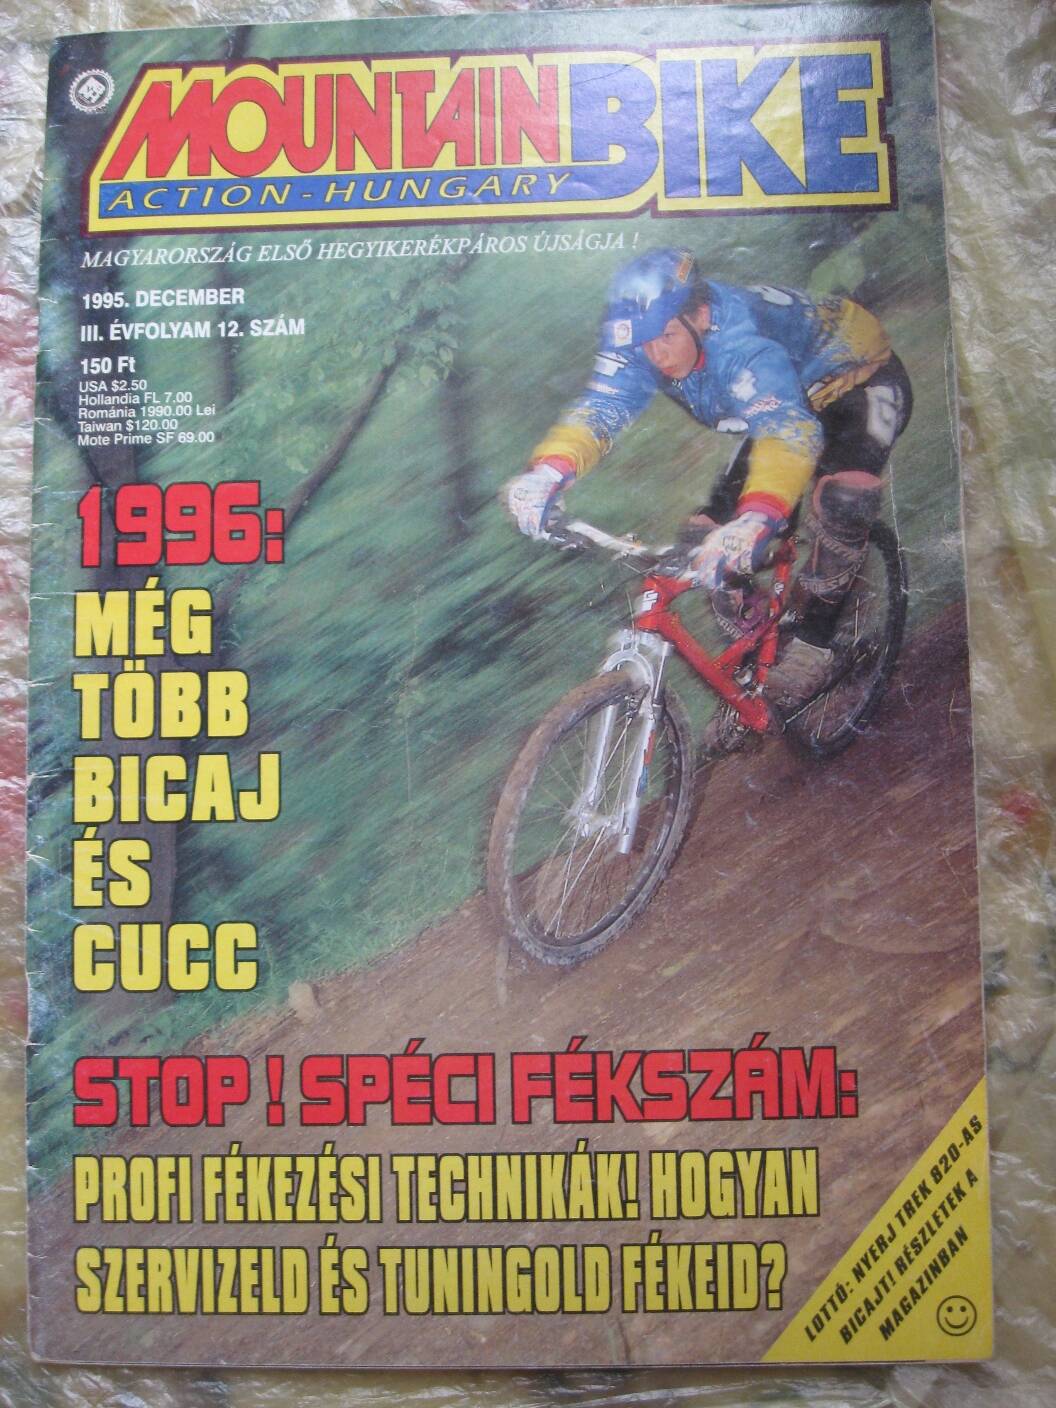 MOUNTAIN BIKE
ACTION-HUNGARY
MAGYARORSZÁG ELSŐ HEGYIKERÉKPÁROS ÚJSÁGJA !
1995. DECEMBER
III. ÉVFOLYAM 12. SZÁM
150 Ft
USA $2.50
Hollandia FL 7.00
Románia 1990.00 Lei
Taiwan $120.00
Mote Prime SF 69.00
1996:
MÉG
TÖBB
BICAJ
ÉS
CUCC
STOP ! SPÉCI FÉKSZÁM:
PROFI FÉKEZÉSI TECHNIKÁK! HOGYAN
SZERVIZELD ÉS TUNINGOLD FÉKEID?
LOTTÓ: NYERJ TREK 820-AS
BICAJT! RÉSZLETEK A
MAGAZINBAN